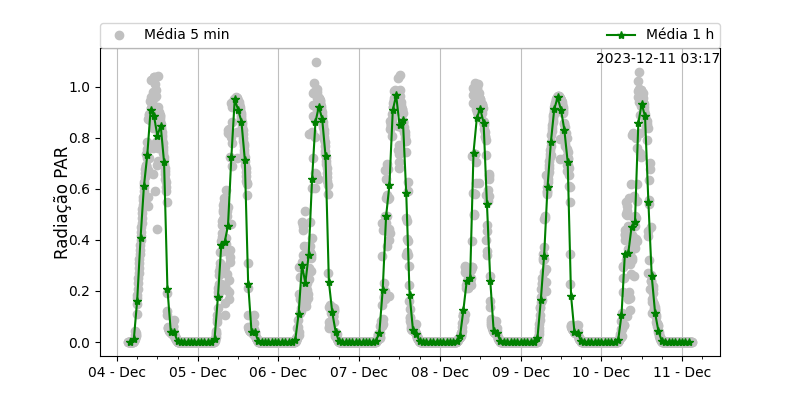 Média 5 min
Média 1 h
2023-12-11 03:17
Radiação PAR
1.0
0.8
0.6
0.4
0.2
0.0
04 - Dec
05 - Dec
06 - Dec
07 - Dec
08 - Dec
09 - Dec
10 - Dec
11 - Dec